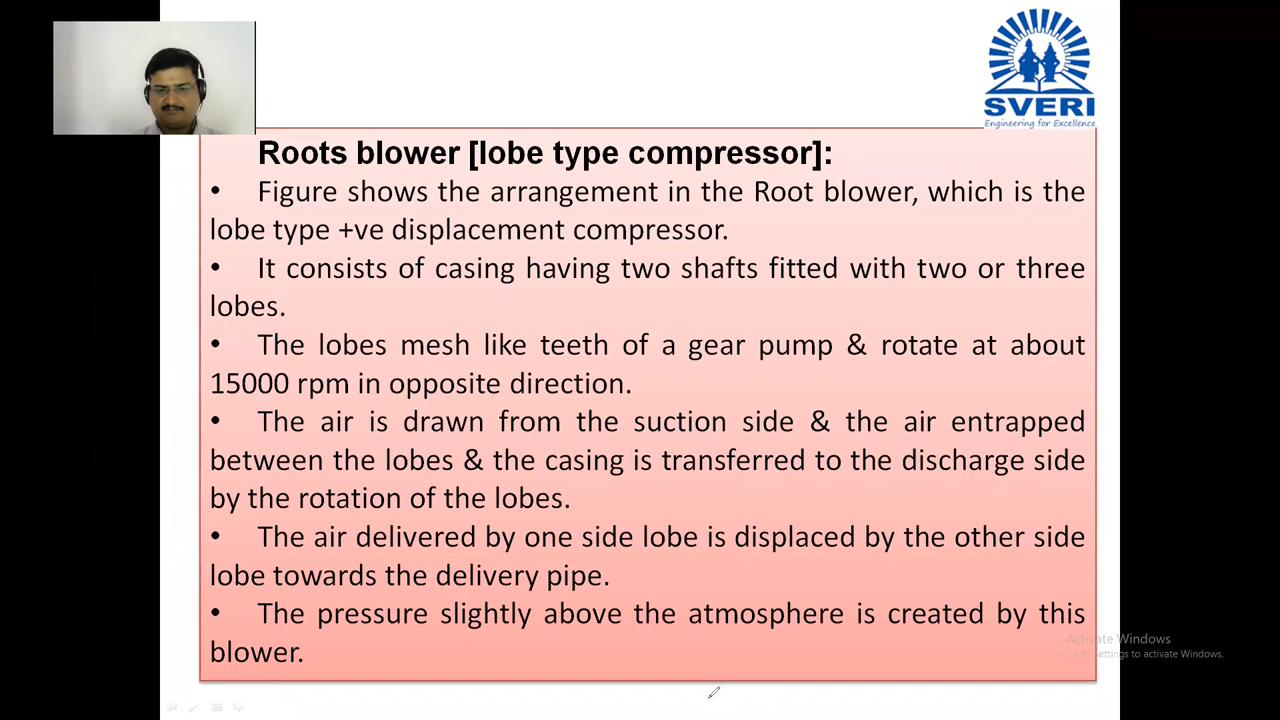 SVERI
Engineering for Excellence
Roots blower [lobe type compressor]:
• Figure shows the arrangement in the Root blower, which is the
lobe type +ve displacement compressor.
• It consists of casing having two shafts fitted with two or three
lobes.
• The lobes mesh like teeth of a gear pump & rotate at about
15000 rpm in opposite direction.
• The air is drawn from the suction side & the air entrapped
between the lobes & the casing is transferred to the discharge side
by the rotation of the lobes.
• The air delivered by one side lobe is displaced by the other side
lobe towards the delivery pipe.
• The pressure slightly above the atmosphere is created by this
blower.
Activate Windows
Go to Settings to activate Windows.